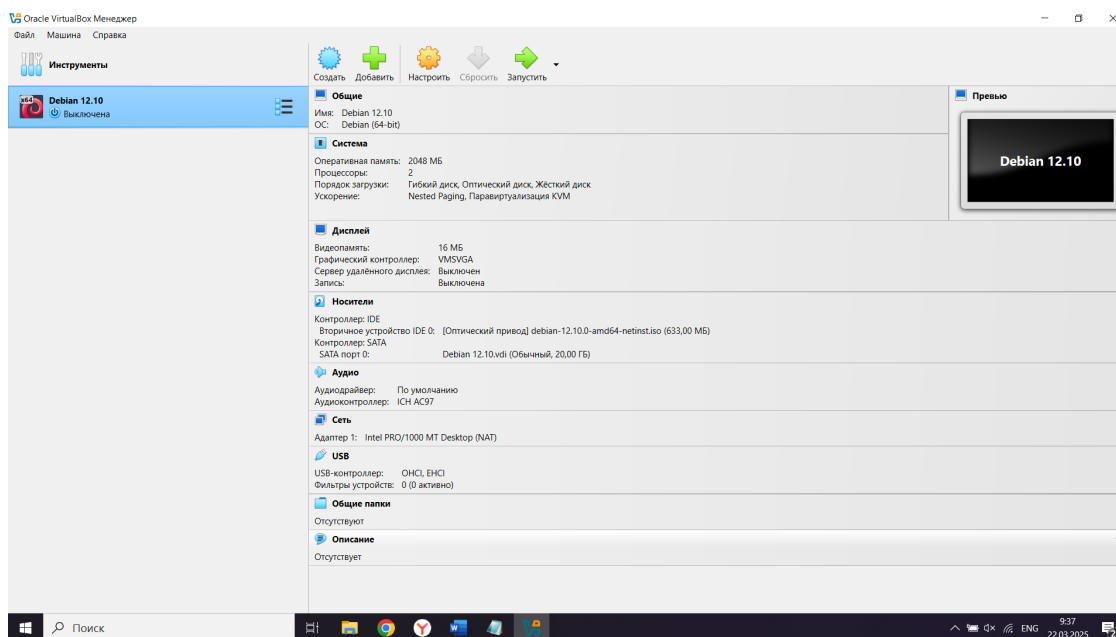 Oracle VirtualBox Менеджер
Файл Машина Справка
Инструменты
Создать Добавить Настроить Сбросить Запустить
x64
Debian 12.10
Выключена
Общие
Имя: Debian 12.10
ОС: Debian (64-bit)
Превью
Debian 12.10
Система
Оперативная память: 2048 МБ
Процессоры: 2
Порядок загрузки: Гибкий диск, Оптический диск, Жёсткий диск
Ускорение: Nested Paging, Паравиртуализация KVM
Дисплей
Видеопамять: 16 МБ
Графический контроллер: VMSVGA
Сервер удалённого дисплея: Выключен
Запись: Выключена
Носители
Контроллер: IDE
Вторичное устройство IDE 0: [Оптический привод] debian-12.10.0-amd64-netinst.iso (633,00 МБ)
Контроллер: SATA
SATA порт 0: Debian 12.10.vdi (Обычный, 20,00 ГБ)
Аудио
Аудиодрайвер: По умолчанию
Аудиоконтроллер: ICH AC97
Сеть
Адаптер 1: Intel PRO/1000 MT Desktop (NAT)
USB
USB-контроллер: OHCI, EHCI
Фильтры устройств: 0 (0 активно)
Общие папки
Отсутствуют
Описание
Отсутствует
Поиск
ENG
9:37
22.03.2025